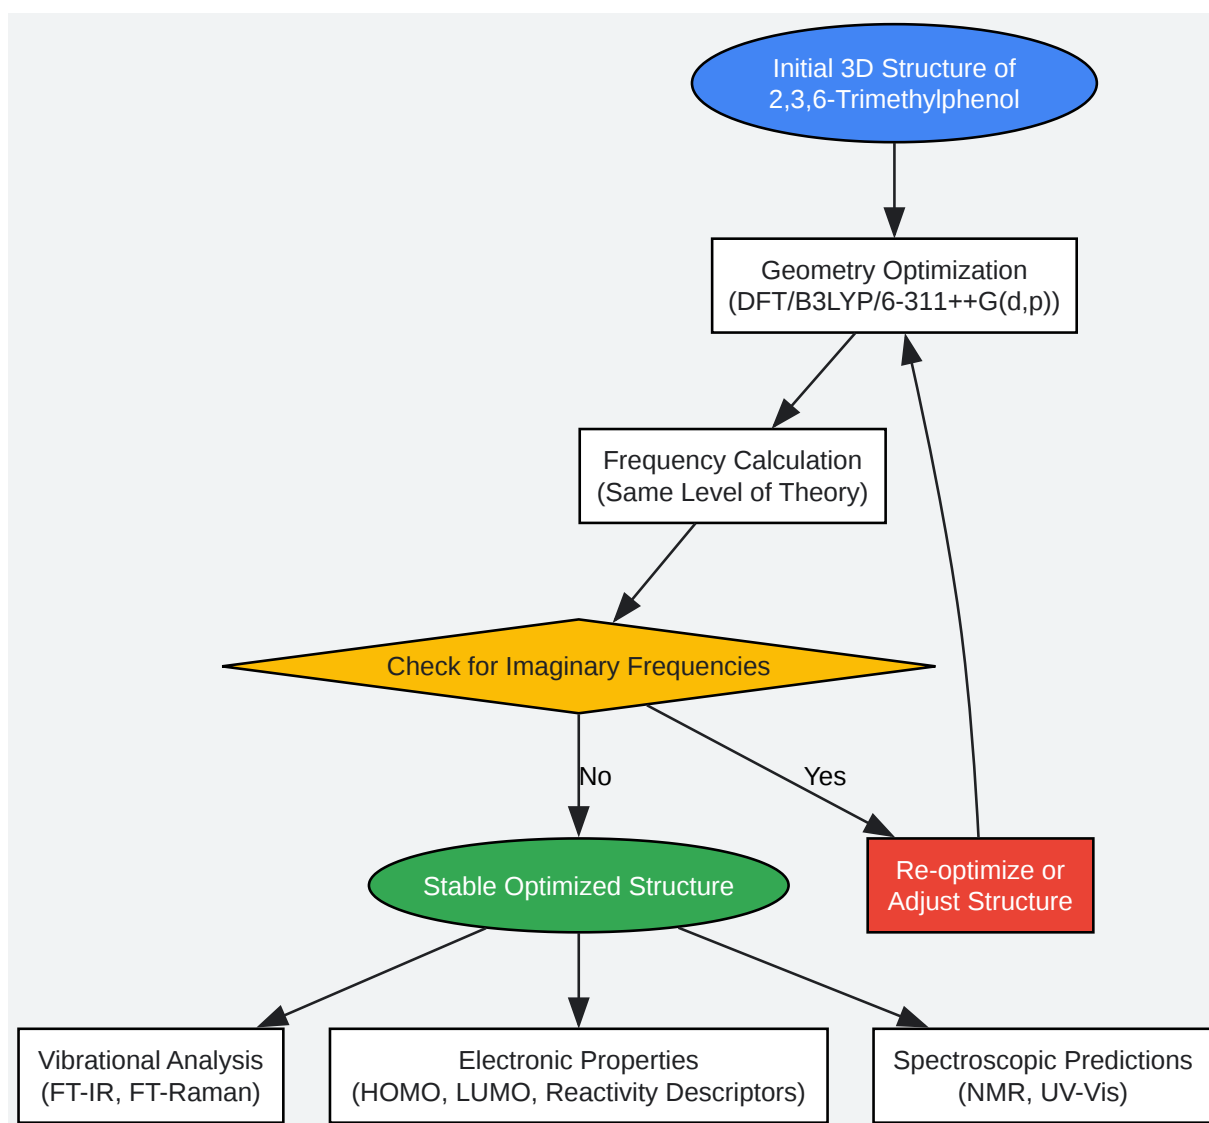 Initial 3D Structure of
2,3,6-Trimethylphenol
Geometry Optimization
(DFT/B3LYP/6-311++G(d,p))
Frequency Calculation
(Same Level of Theory)
Check for Imaginary Frequencies
No
Yes
Stable Optimized Structure
Re-optimize or
Adjust Structure
Vibrational Analysis
(FT-IR, FT-Raman)
Electronic Properties
(HOMO, LUMO, Reactivity Descriptors)
Spectroscopic Predictions
(NMR, UV-Vis)